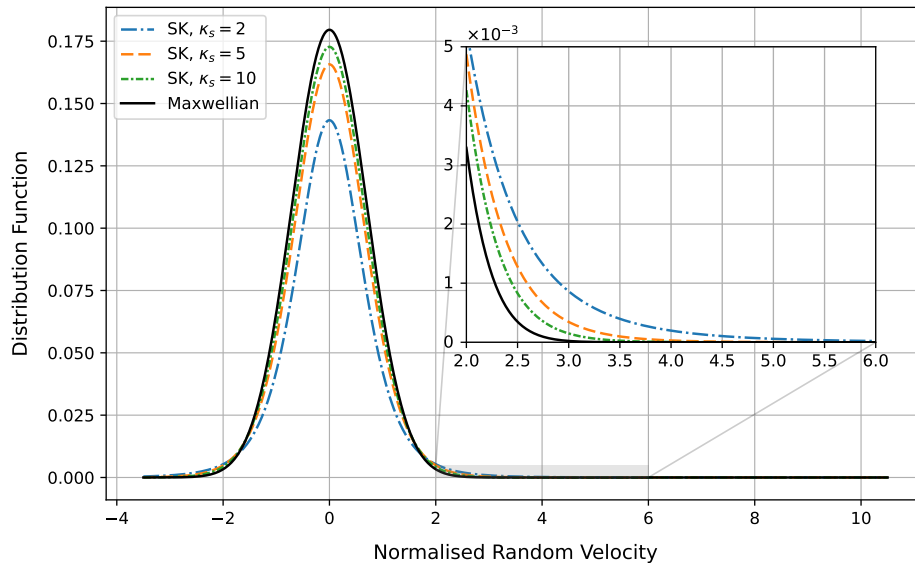 SK, κₛ = 2
SK, κₛ = 5
SK, κₛ = 10
Maxwellian
0.175
0.150
0.125
0.100
0.075
0.050
0.025
0.000
Distribution Function
−4 −2 0 2 4 6 8 10
Normalised Random Velocity
×10⁻³
5
4
3
2
1
0
2.0 2.5 3.0 3.5 4.0 4.5 5.0 5.5 6.0